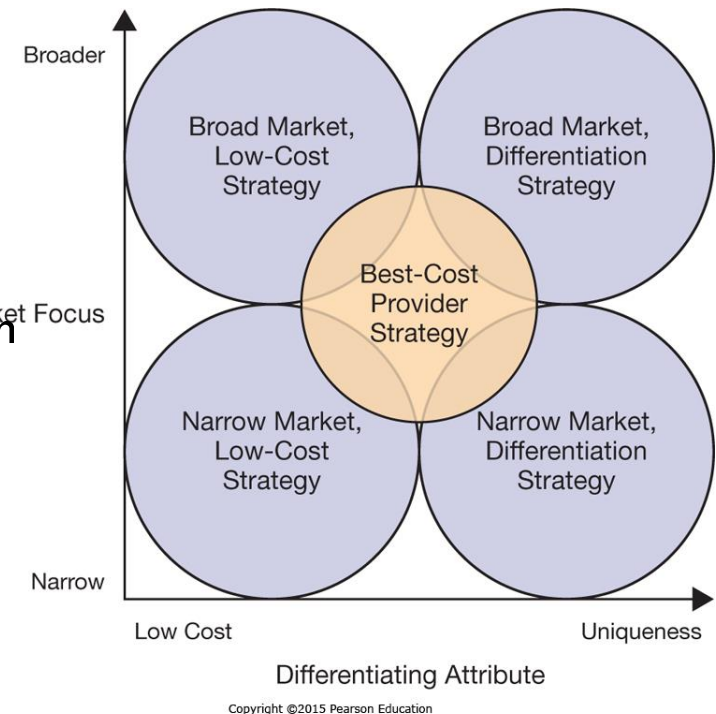 Broader
Broad Market,
Low-Cost
Strategy
Broad Market,
Differentiation
Strategy
Best-Cost
Provider
Strategy
Focus
Narrow Market,
Low-Cost
Strategy
Narrow Market,
Differentiation
Strategy
Narrow
Low Cost
Uniqueness
Differentiating Attribute
Copyright ©2015 Pearson Education